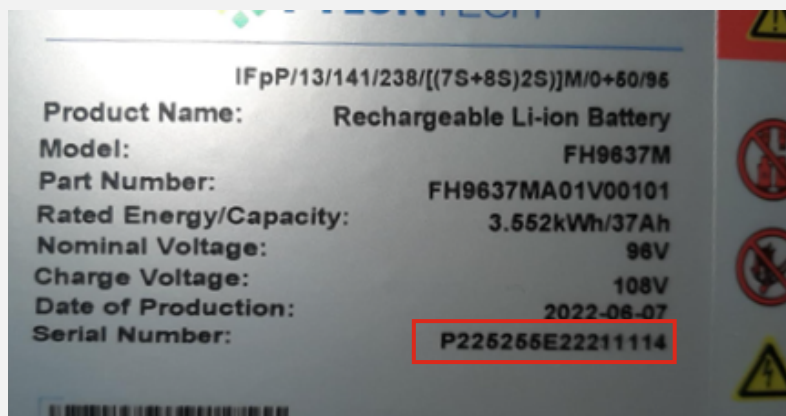 PYLONTECH
IFpP/13/141/238/[(7S+8S)2S)]M/0+50/95
Product Name: Rechargeable Li-ion Battery
Model: FH9637M
Part Number: FH9637MA01V00101
Rated Energy/Capacity: 3.552kWh/37Ah
Nominal Voltage: 96V
Charge Voltage: 108V
Date of Production: 2022-06-07
Serial Number: P225255E22211114